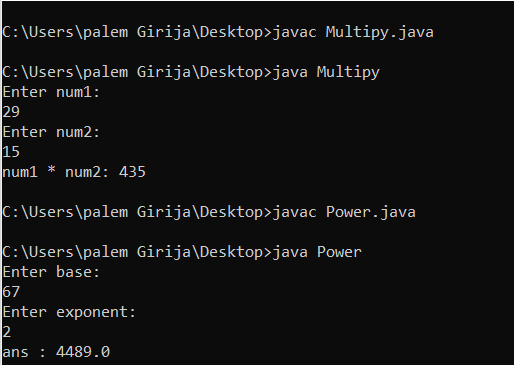 C:\Users\palem Girija\Desktop>javac Multipy.java
C:\Users\palem Girija\Desktop>java Multipy
Enter num1:
29
Enter num2:
15
num1 * num2: 435
C:\Users\palem Girija\Desktop>javac Power.java
C:\Users\palem Girija\Desktop>java Power
Enter base:
67
Enter exponent:
2
ans : 4489.0